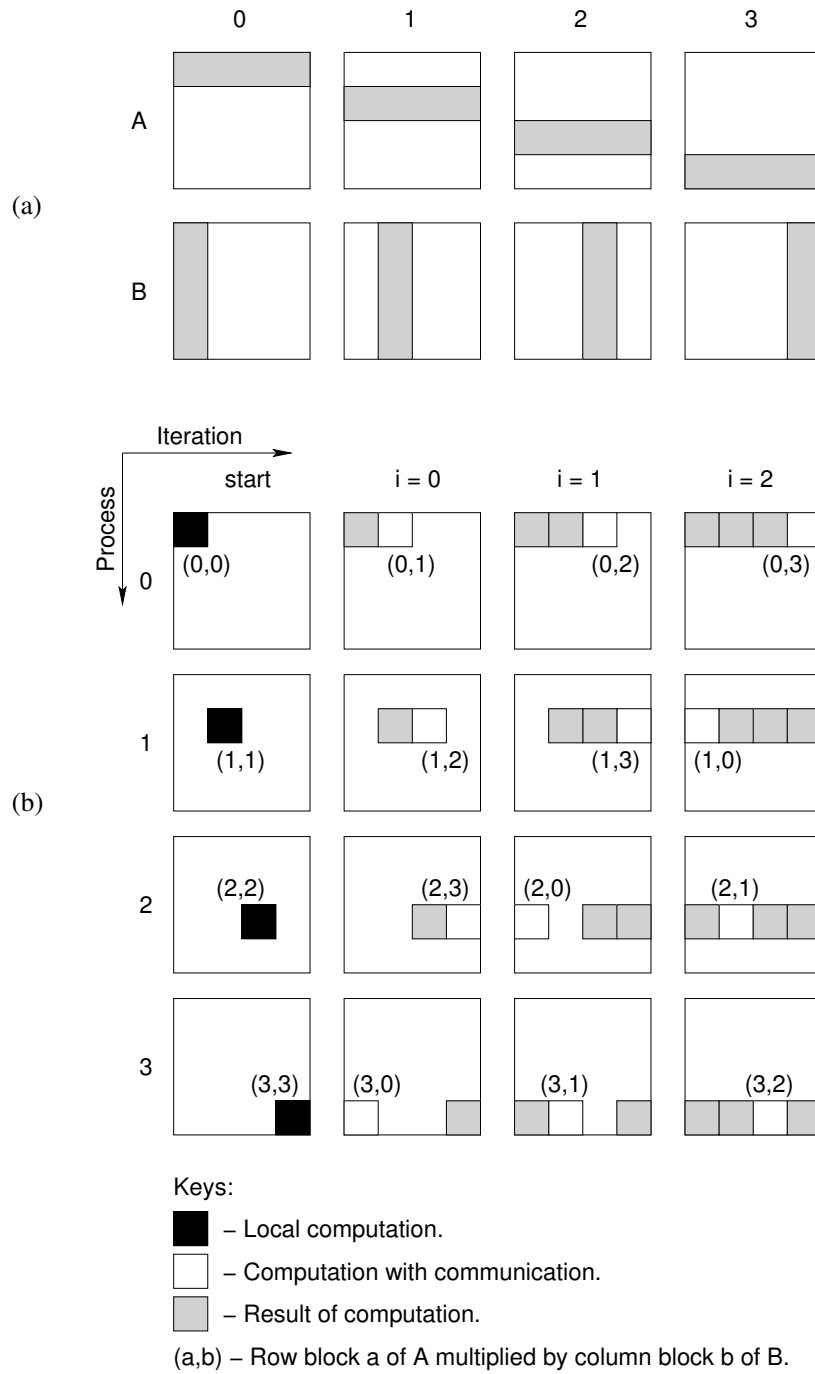 0 1 2 3
A
(a)
B
Iteration
Process
start i = 0 i = 1 i = 2
0
(0,0) (0,1) (0,2) (0,3)
1
(1,1) (1,2) (1,3) (1,0)
(b)
2
(2,2) (2,3) (2,0) (2,1)
3
(3,3) (3,0) (3,1) (3,2)
Keys:
– Local computation.
– Computation with communication.
– Result of computation.
(a,b) – Row block a of A multiplied by column block b of B.